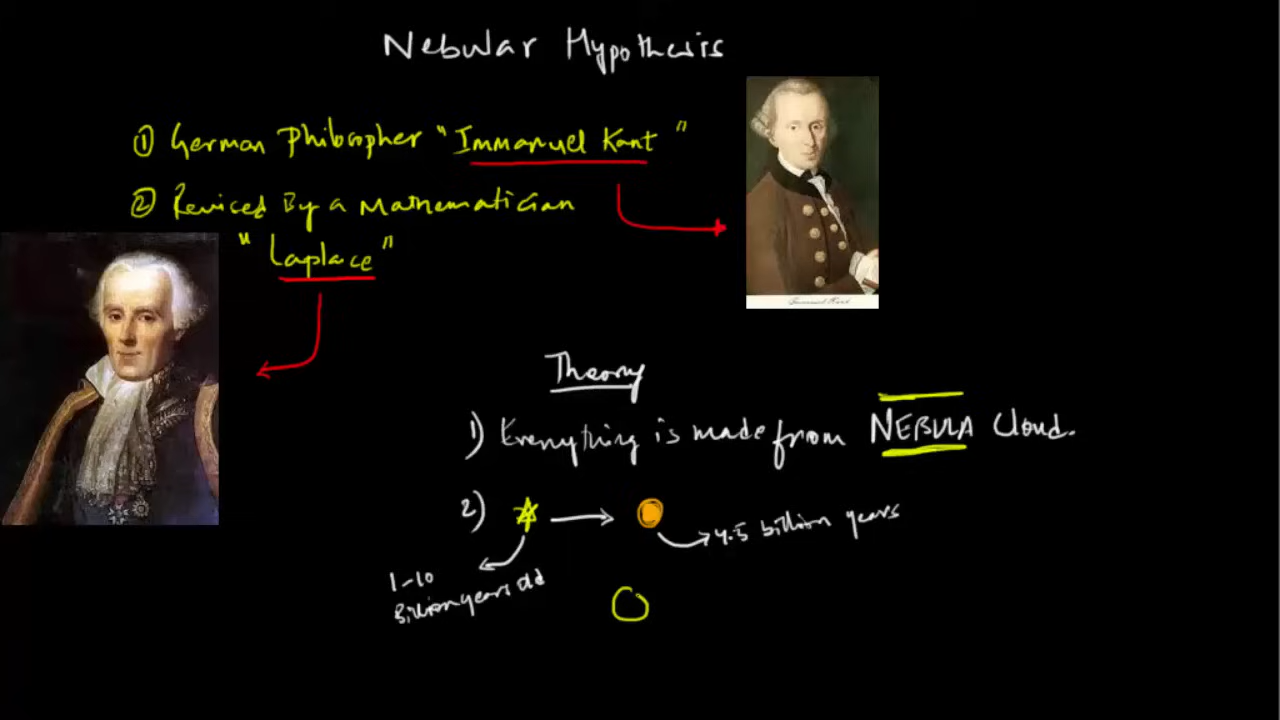 Nebular Hypothesis
① German Philosopher "Immanuel Kant"
② Revised By a Mathematician
"Laplace"
Theory
1) Everything is made from NEBULA Cloud.
2)
4.5 billion years
1-10
Billion years old